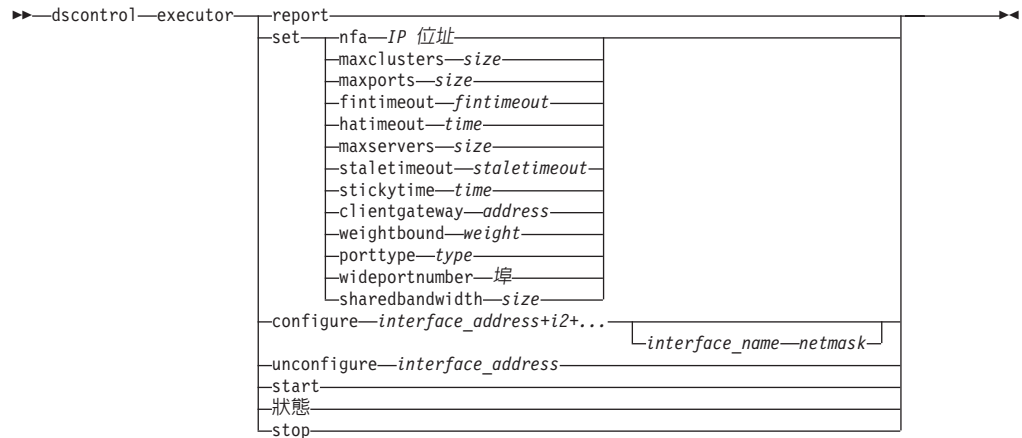 dscontrol executor report
set nfa IP 位址
maxclusters size
maxports size
fintimeout fintimeout
hatimeout time
maxservers size
staletimeout staletimeout
stickytime time
clientgateway address
weightbound weight
porttype type
wideportnumber 埠
sharedbandwidth size
configure interface_address+i2+...
interface_name netmask
unconfigure interface_address
start
狀態
stop